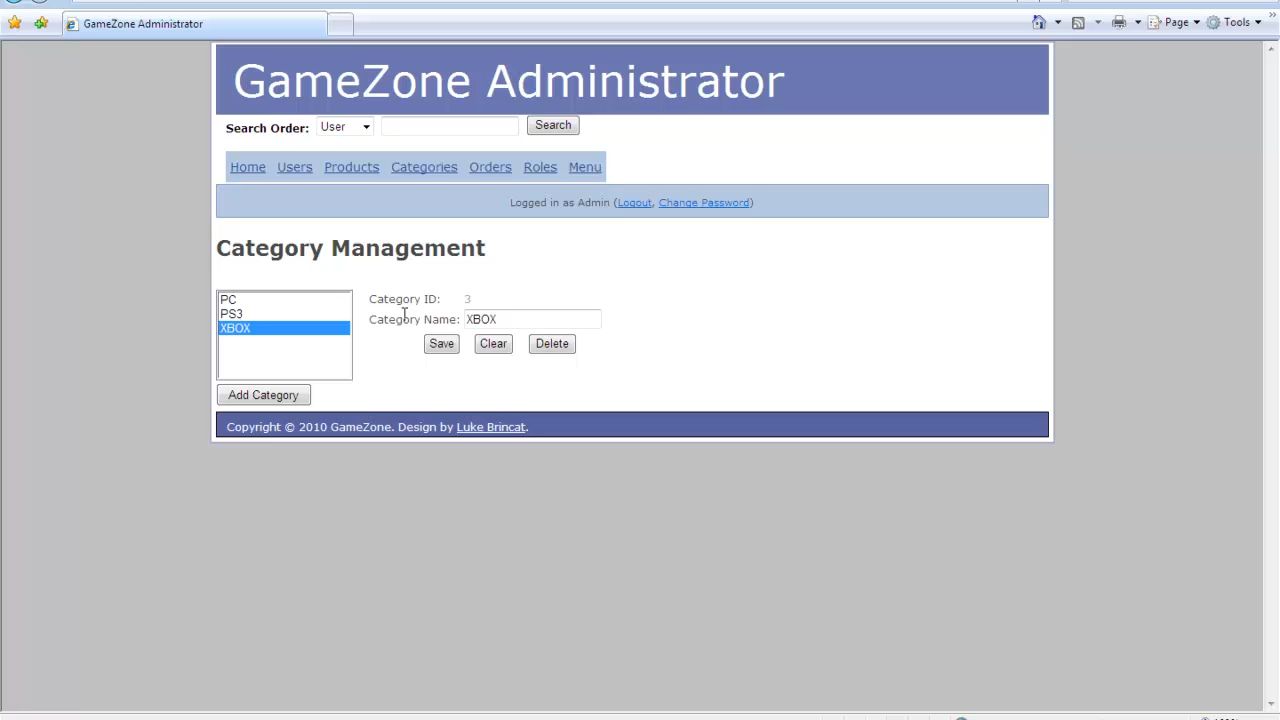 GameZone Administrator
Page Tools
GameZone Administrator
Search Order: User Search
Home Users Products Categories Orders Roles Menu
Logged in as Admin (Logout, Change Password)
Category Management
PC
PS3
XBOX
Category ID: 3
Category Name: XBOX
Save Clear Delete
Add Category
Copyright © 2010 GameZone. Design by Luke Brincat.